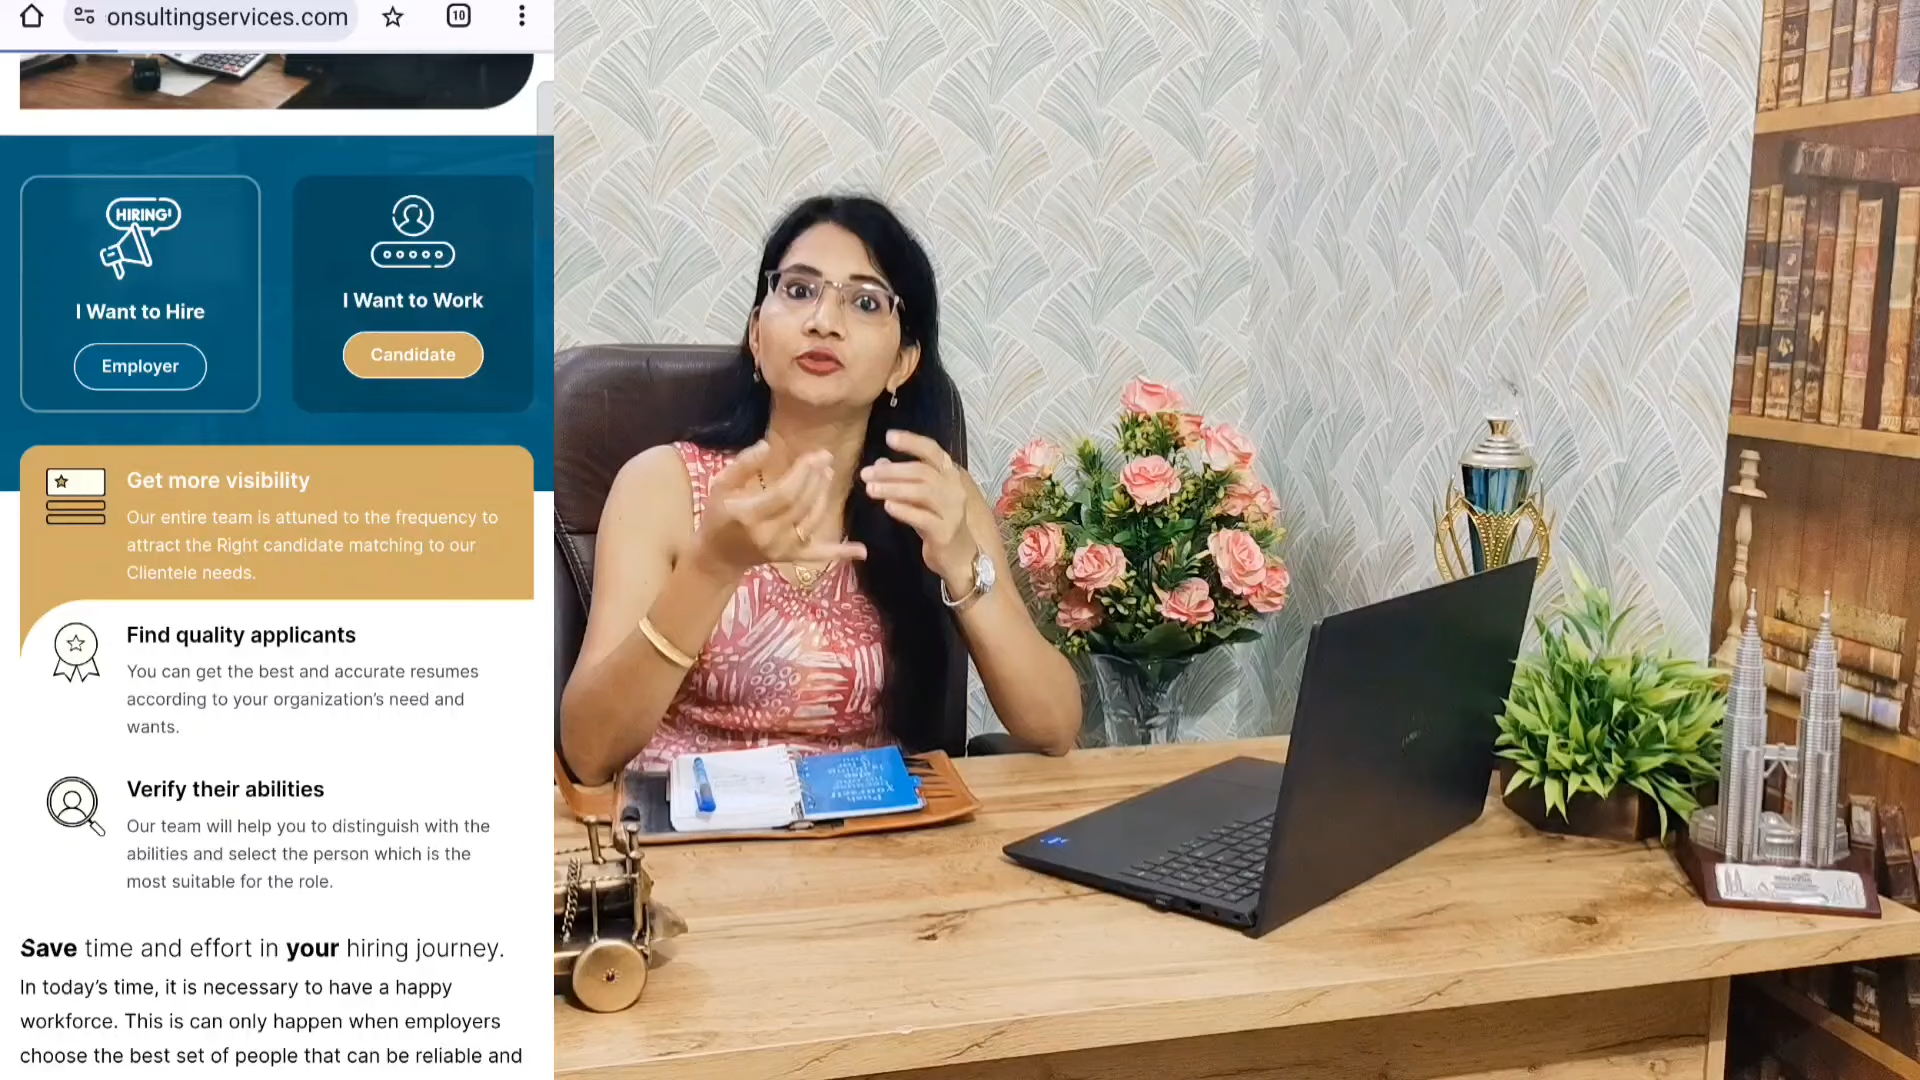 onsultingservices.com
10
HIRING!
I Want to Hire
Employer
I Want to Work
Candidate
Get more visibility
Our entire team is attuned to the frequency to
attract the Right candidate matching to our
Clientele needs.
Find quality applicants
You can get the best and accurate resumes
according to your organization's need and
wants.
Verify their abilities
Our team will help you to distinguish with the
abilities and select the person which is the
most suitable for the role.
Save time and effort in your hiring journey.
In today's time, it is necessary to have a happy
workforce. This is can only happen when employers
choose the best set of people that can be reliable and